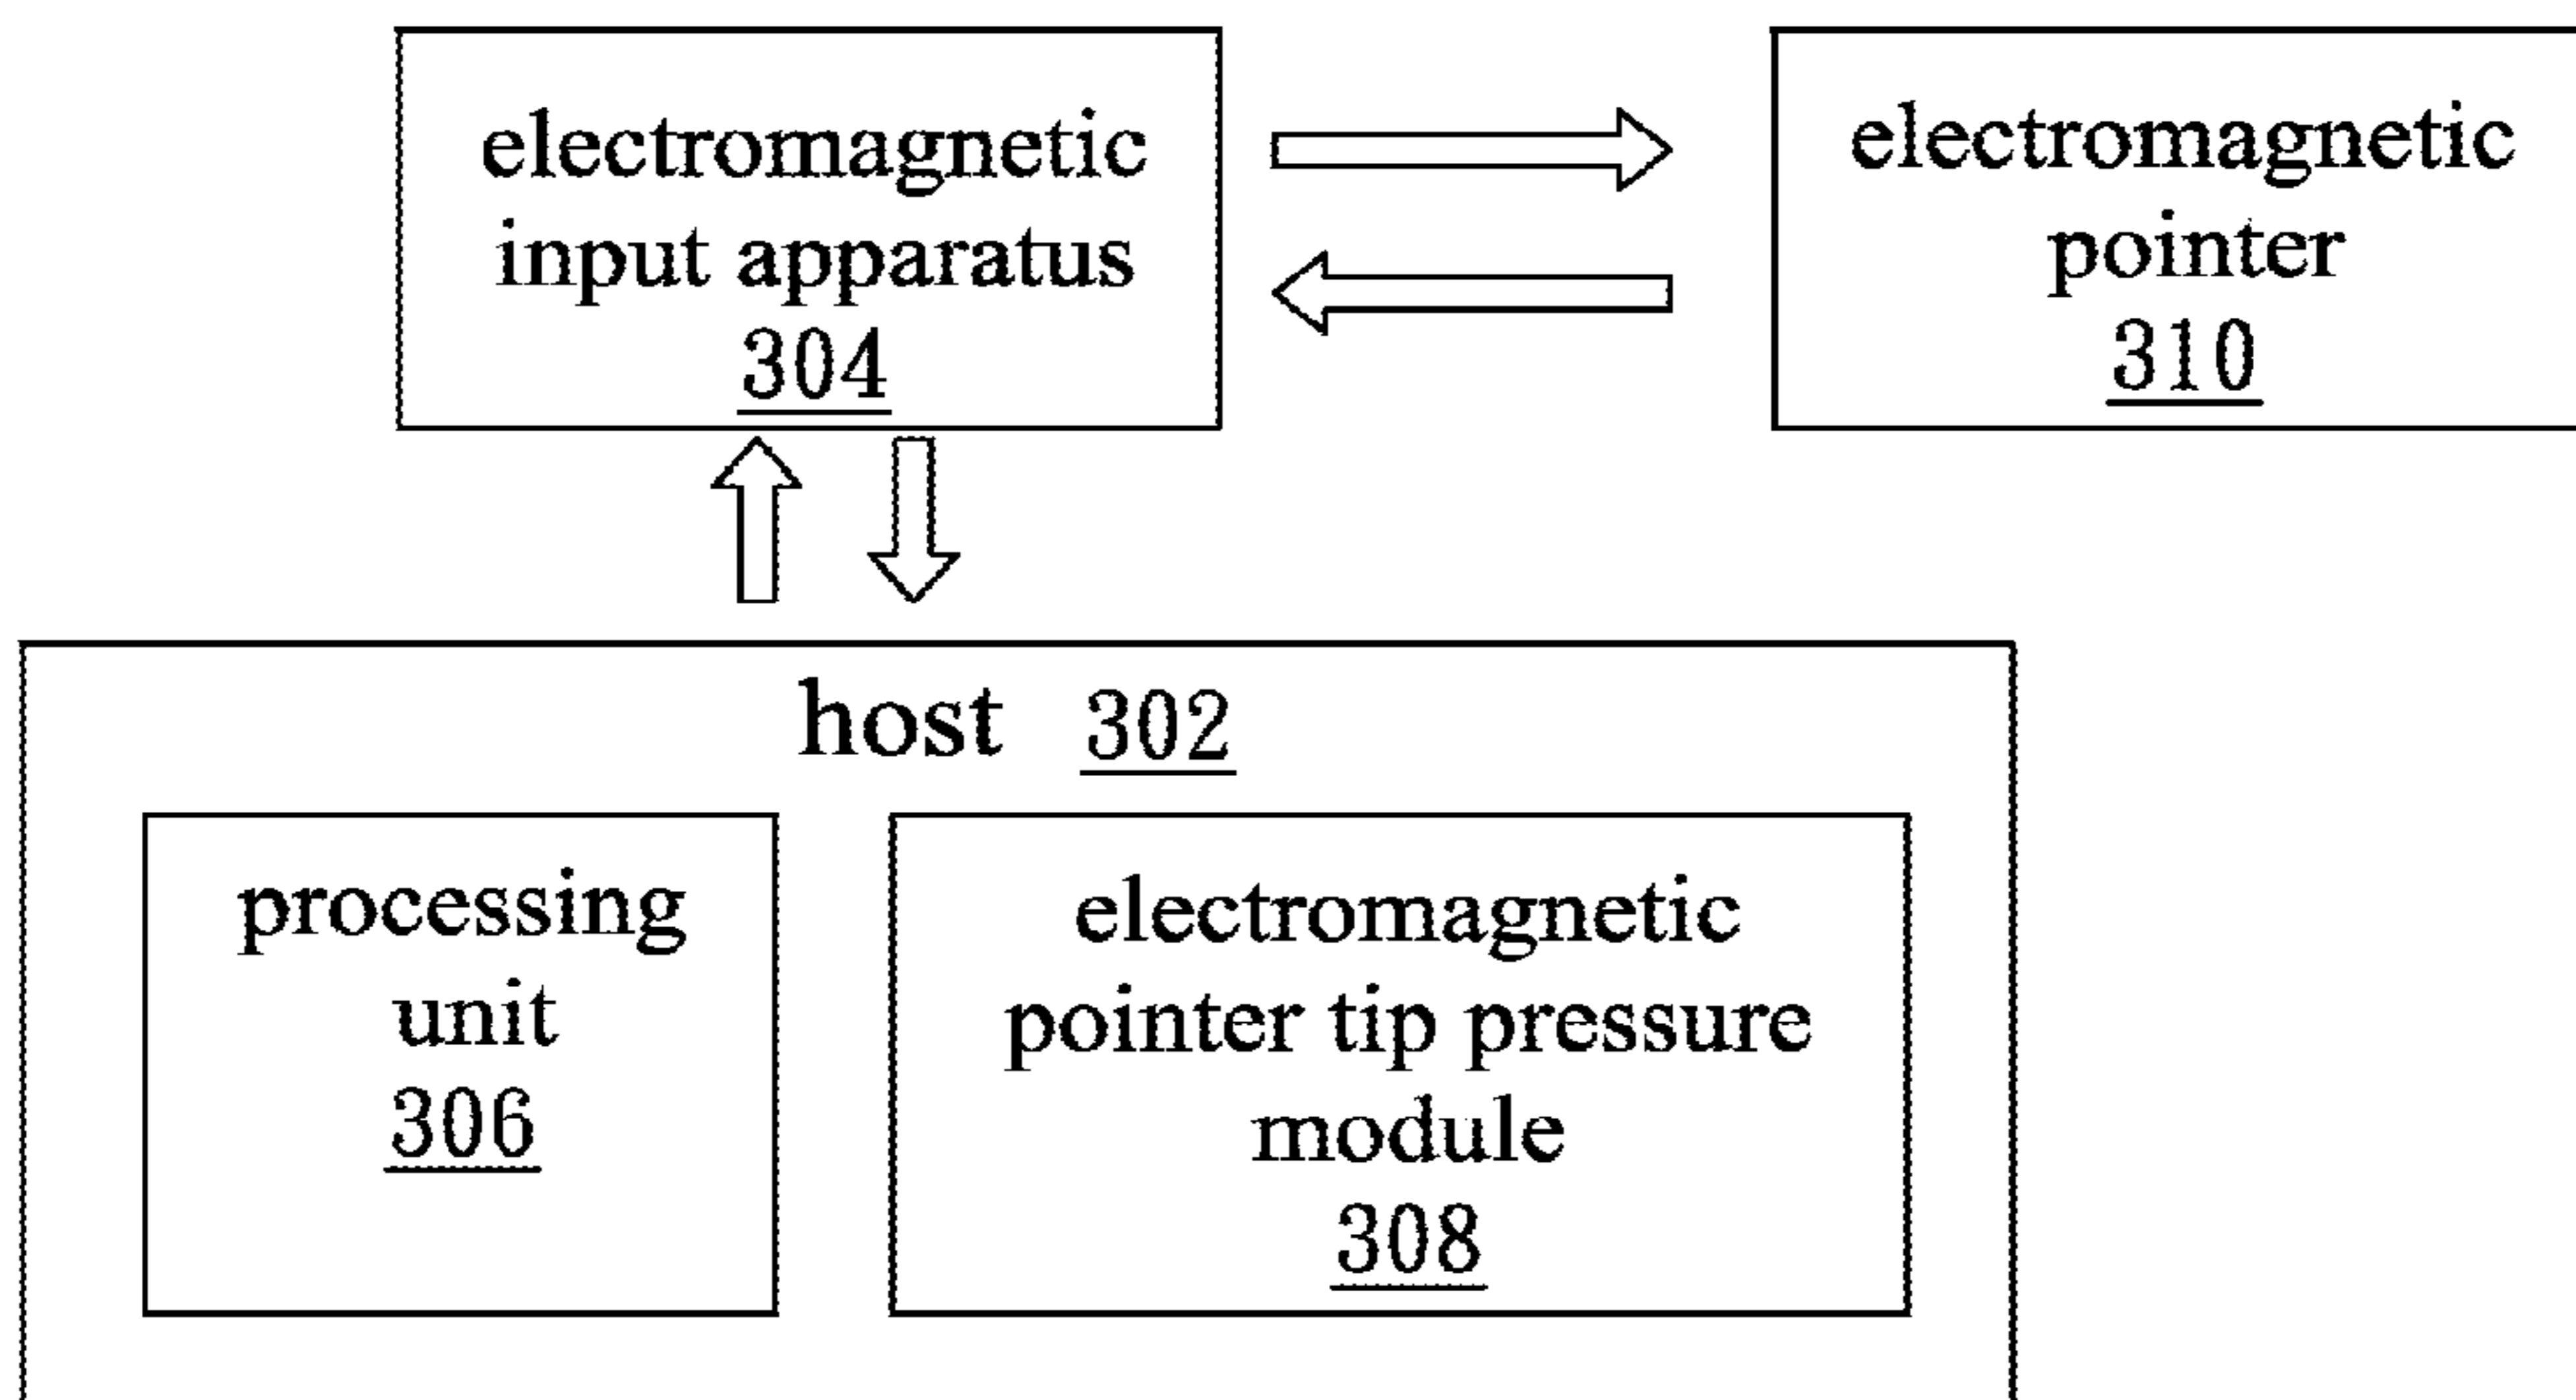 electromagnetic
input apparatus
304
electromagnetic
pointer
310
host 302
processing
unit
306
electromagnetic
pointer tip pressure
module
308